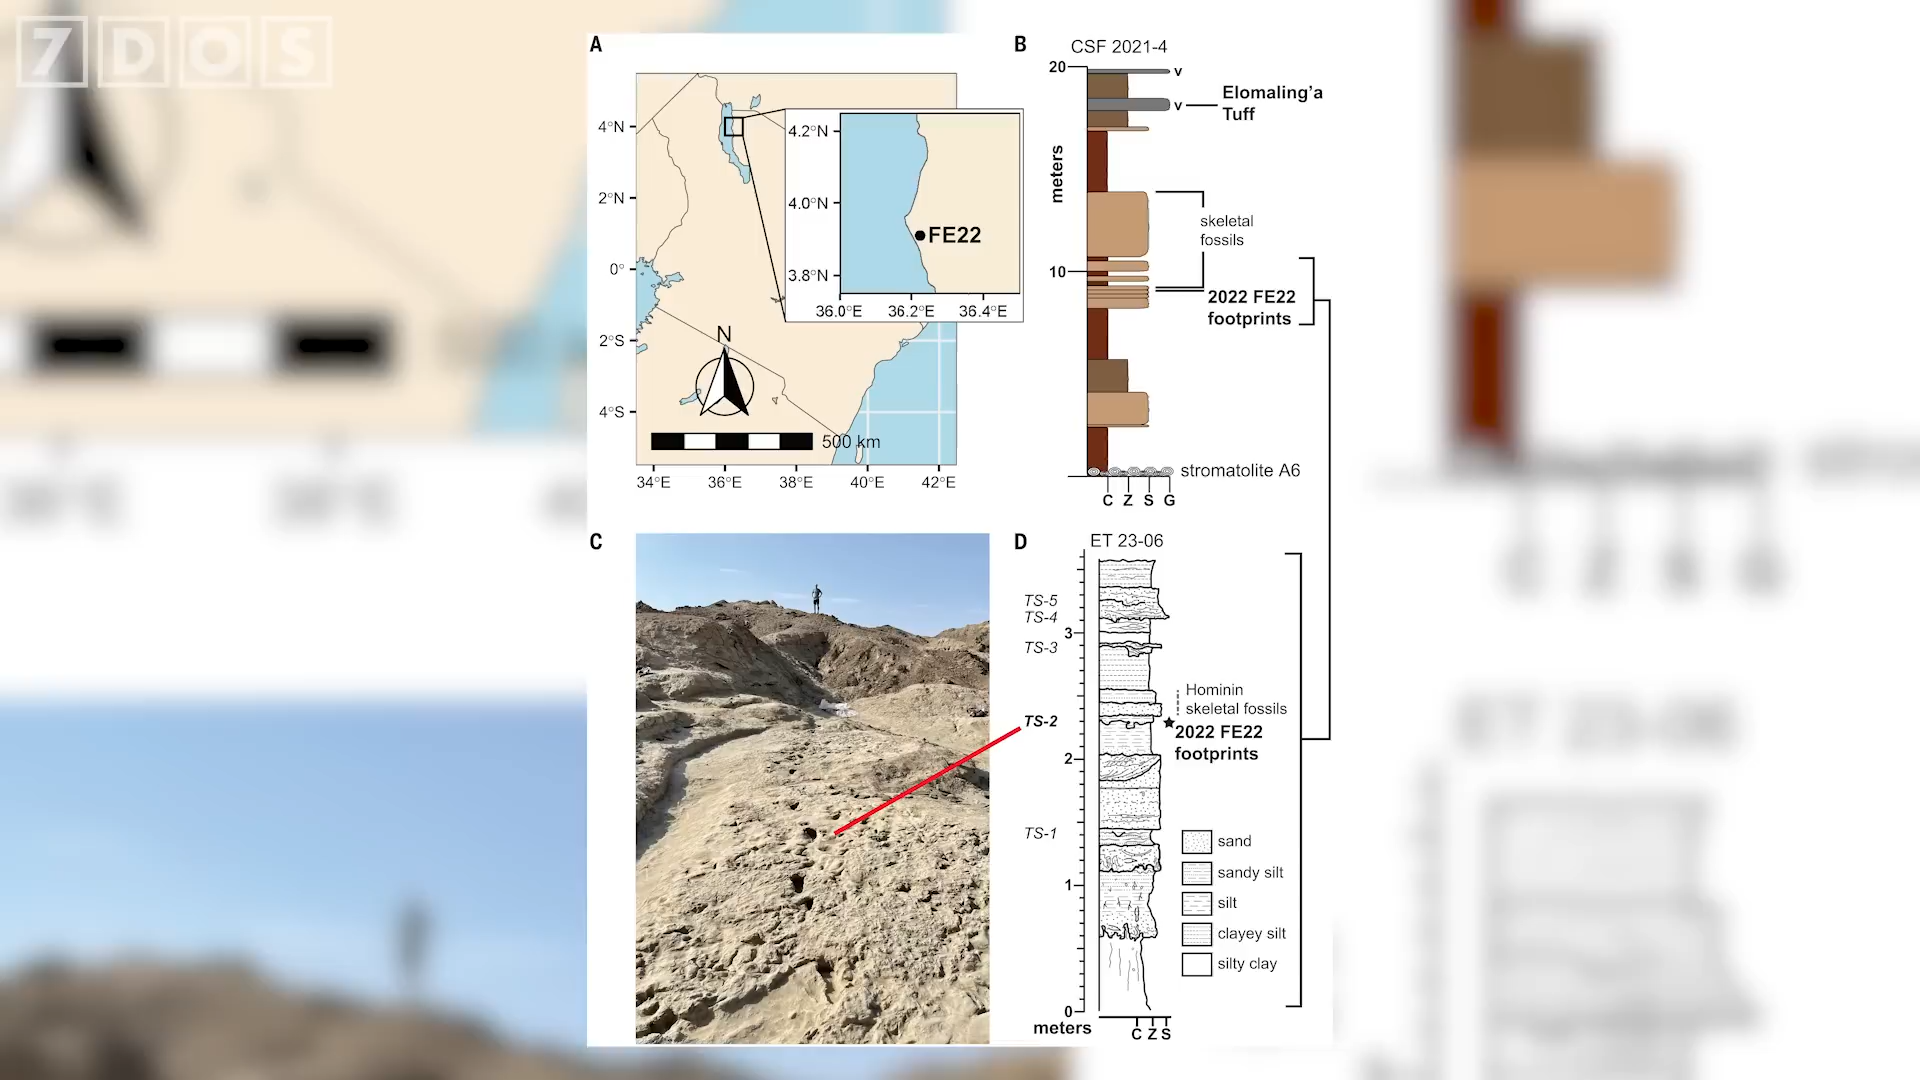 7DOS
A
4°N
2°N
0°
2°S
4°S
34°E
36°E
38°E
40°E
42°E
N
500 km
4.2°N
4.0°N
3.8°N
36.0°E
36.2°E
36.4°E
FE22
B
CSF 2021-4
20
10
meters
v
v
Elomaling'a
Tuff
skeletal
fossils
2022 FE22
footprints
stromatolite A6
C Z S G
C
D
ET 23-06
TS-5
TS-4
3
TS-3
Hominin
skeletal fossils
TS-2
2022 FE22
footprints
2
TS-1
1
sand
sandy silt
silt
clayey silt
silty clay
0
meters
C Z S
ET 23-06